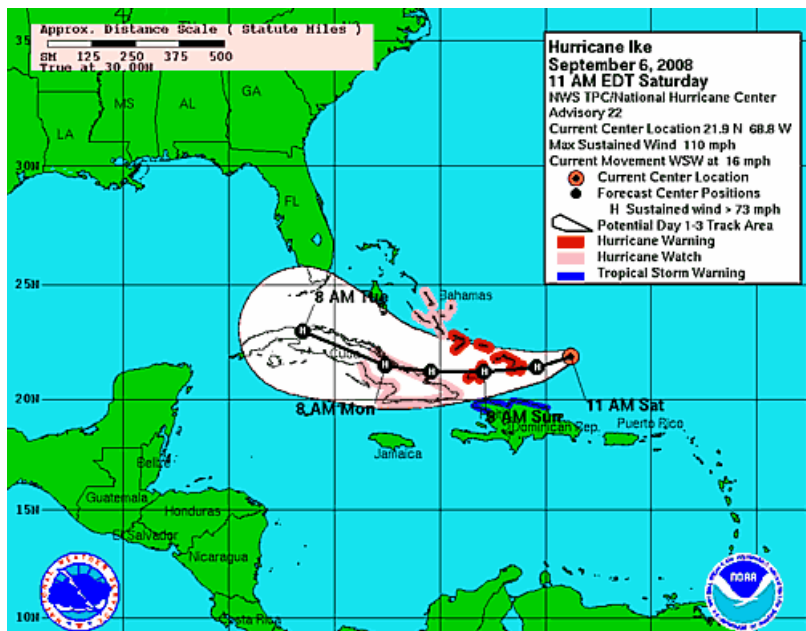 Approx. Distance Scale ( Statute Miles )
SM 125 250 375 500
True at 30.00N
Hurricane Ike
September 6, 2008
11 AM EDT Saturday
NWS TPC/National Hurricane Center
Advisory 22
Current Center Location 21.9 N 68.8 W
Max Sustained Wind 110 mph
Current Movement WSW at 16 mph
Current Center Location
Forecast Center Positions
H Sustained wind > 73 mph
Potential Day 1-3 Track Area
Hurricane Warning
Hurricane Watch
Tropical Storm Warning
35
MS
AL
GA
LA
30N
FL
25N
8 AM Tue
Bahamas
Cuba
H
H
H
H
H
20N
8 AM Mon
8 AM Sun
11 AM Sat
Dominican Rep.
Puerto Rico
Jamaica
Belize
15N
Guatemala
Honduras
El Salvador
Nicaragua
10N
Costa Rica
NOAA